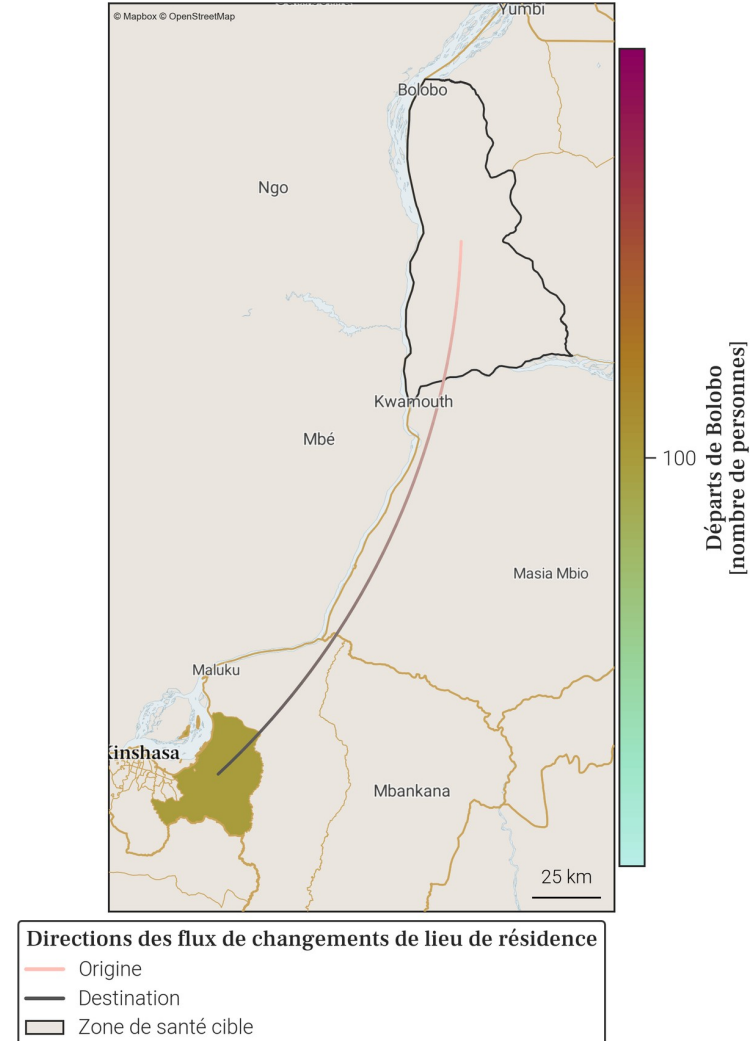 Yumbi
© Mapbox © OpenStreetMap
Bolobo
Ngo
Kwamouth
Mbé
100
Départs de Bolobo
[nombre de personnes]
Masia Mbio
Maluku
Kinshasa
Mbankana
25 km
Directions des flux de changements de lieu de résidence
Origine
Destination
Zone de santé cible